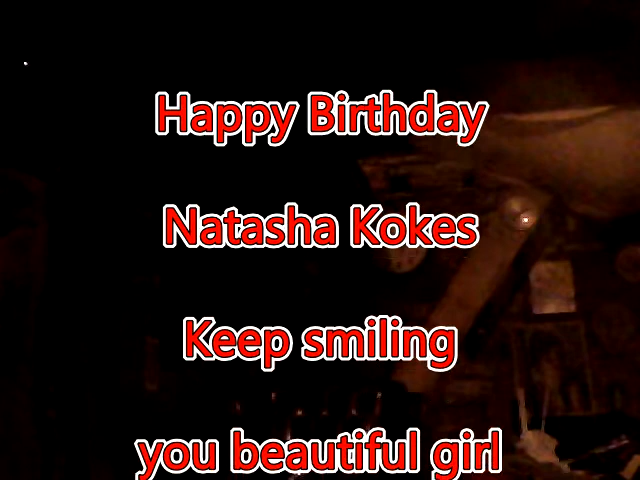 Happy Birthday
Natasha Kokes
Keep smiling
you beautiful girl